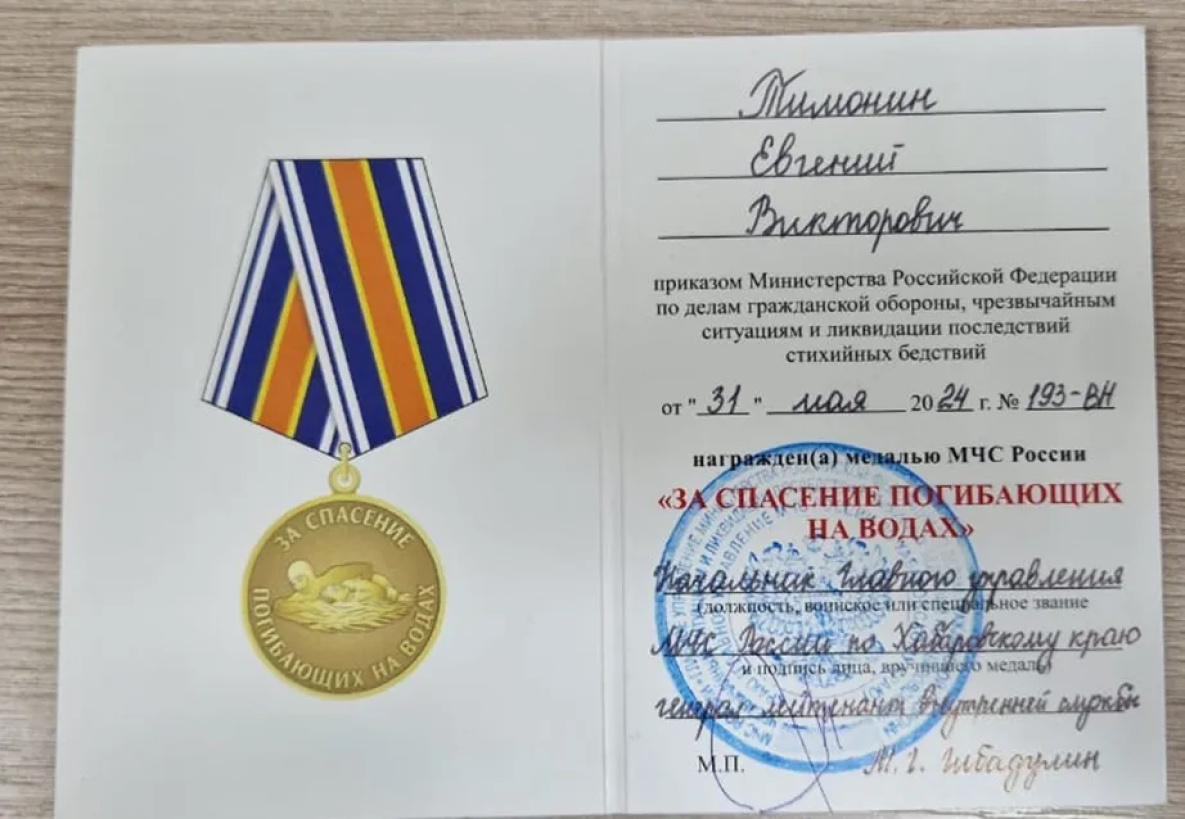 ЗА СПАСЕНИЕ
ПОГИБАЮЩИХ НА ВОДАХ
Тимонин
Евгений
Викторович
приказом Министерства Российской Федерации
по делам гражданской обороны, чрезвычайным
ситуациям и ликвидации последствий
стихийных бедствий
от "31" мая 2024 г. № 193-ВН
награжден(а) медалью МЧС России
«ЗА СПАСЕНИЕ ПОГИБАЮЩИХ
НА ВОДАХ»
Начальник Главного управления
(должность, воинское или специальное звание
МЧС России по Хабаровскому краю
и подпись лица, вручившего медаль)
генерал-лейтенант внутренней службы
М.П. М. Г. Гибадулин